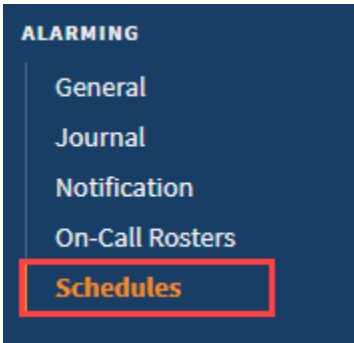 ALARMING
General
Journal
Notification
On-Call Rosters
Schedules